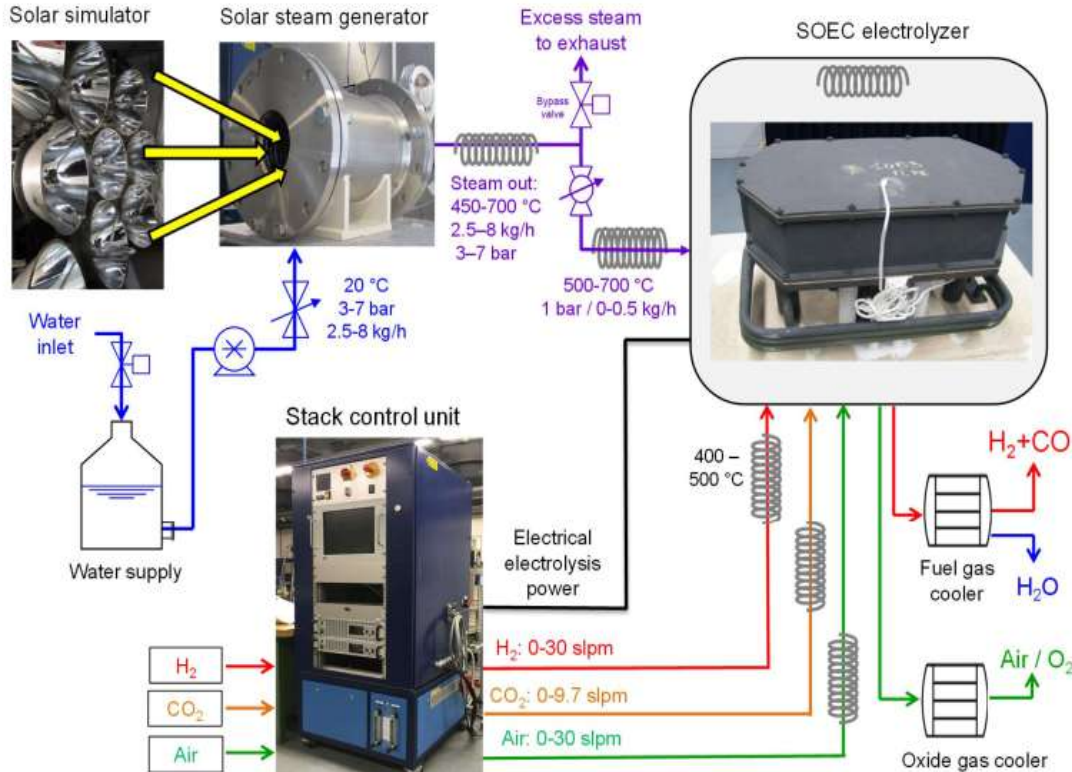 Solar simulator
Solar steam generator
Excess steam
to exhaust
SOEC electrolyzer
Bypass
valve
Steam out:
450-700 °C
2.5–8 kg/h
3–7 bar
500-700 °C
1 bar / 0-0.5 kg/h
20 °C
3-7 bar
2.5-8 kg/h
Water
inlet
Stack control unit
400 –
500 °C
H₂+CO
Water supply
Electrical
electrolysis
power
Fuel gas
cooler
H₂O
H₂
H₂: 0-30 slpm
CO₂
CO₂: 0-9.7 slpm
Air / O₂
Air
Air: 0-30 slpm
Oxide gas cooler